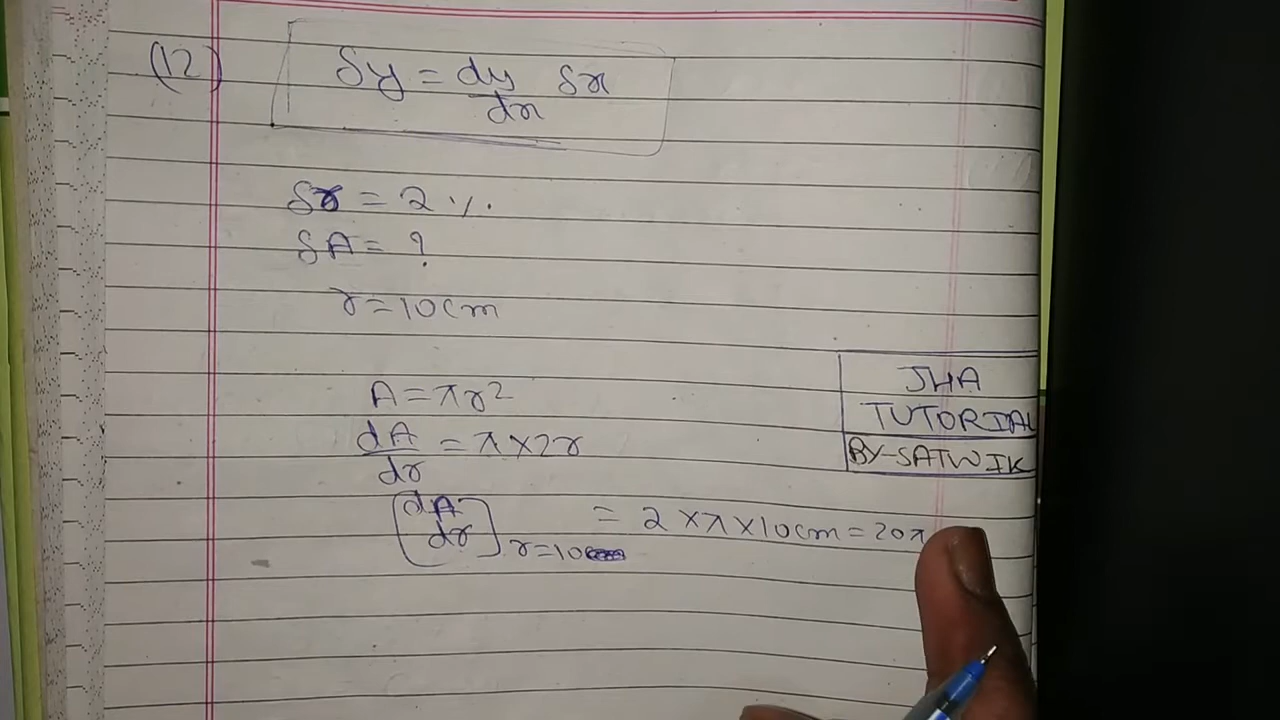 (12) δy = dy/dx δx
δr = 2 %.
δA = ?
r = 10cm
A = πr²
dA/dr = π × 2r
[dA/dr] r=10 = 2 × π × 10cm = 20π
JHA
TUTORIAL
BY-SATWIK